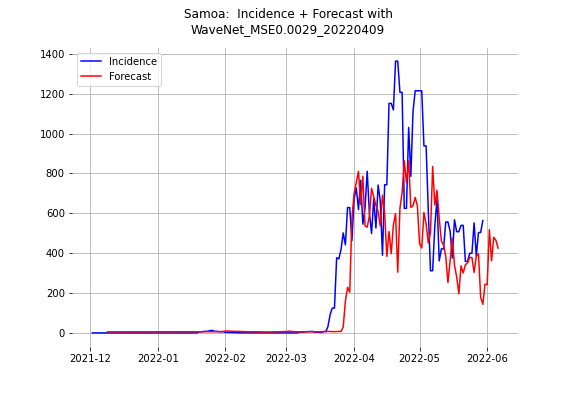 Samoa: Incidence + Forecast with
WaveNet_MSE0.0029_20220409
1400
1200
1000
800
600
400
200
0
Incidence
Forecast
2021-12 2022-01 2022-02 2022-03 2022-04 2022-05 2022-06